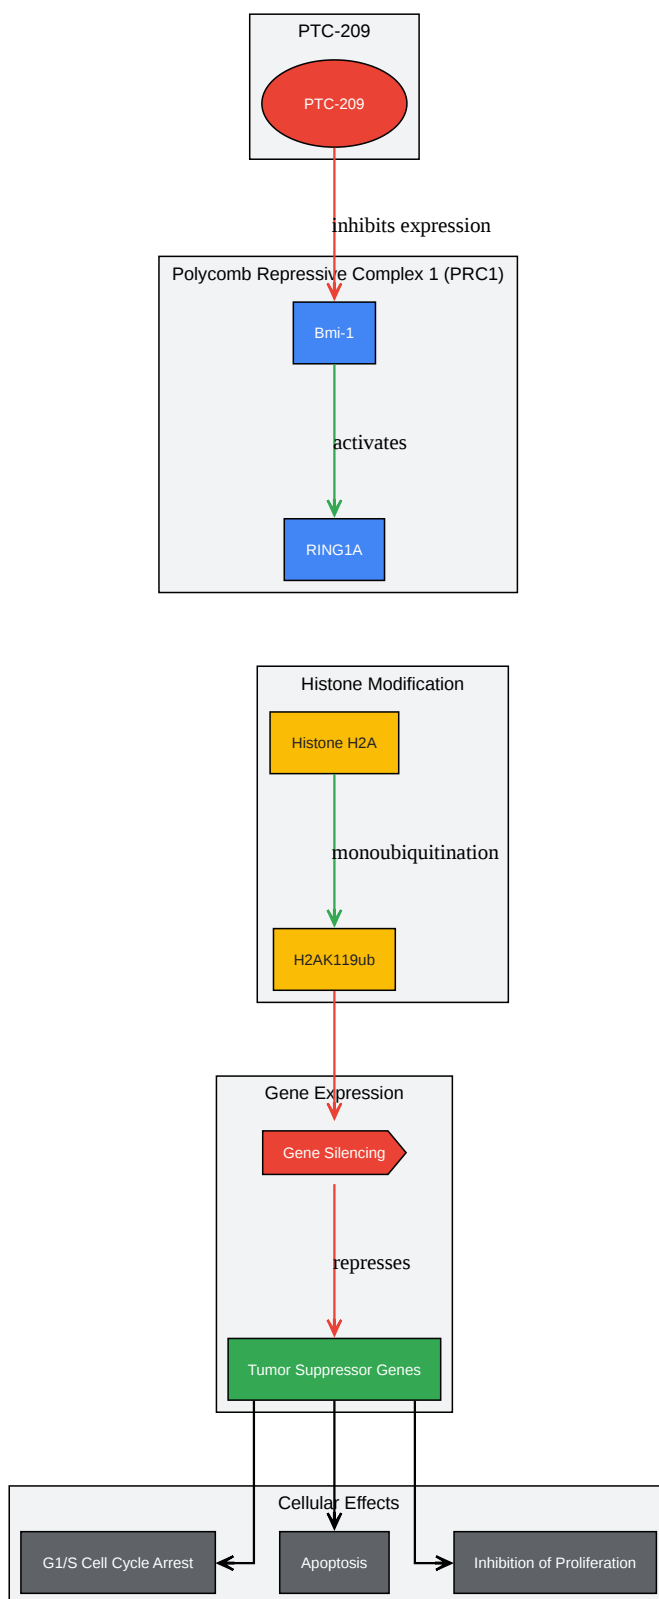 PTC-209
PTC-209
inhibits expression
Polycomb Repressive Complex 1 (PRC1)
Bmi-1
activates
RING1A
Histone Modification
Histone H2A
monoubiquitination
H2AK119ub
Gene Expression
Gene Silencing
represses
Tumor Suppressor Genes
Cellular Effects
G1/S Cell Cycle Arrest
Apoptosis
Inhibition of Proliferation